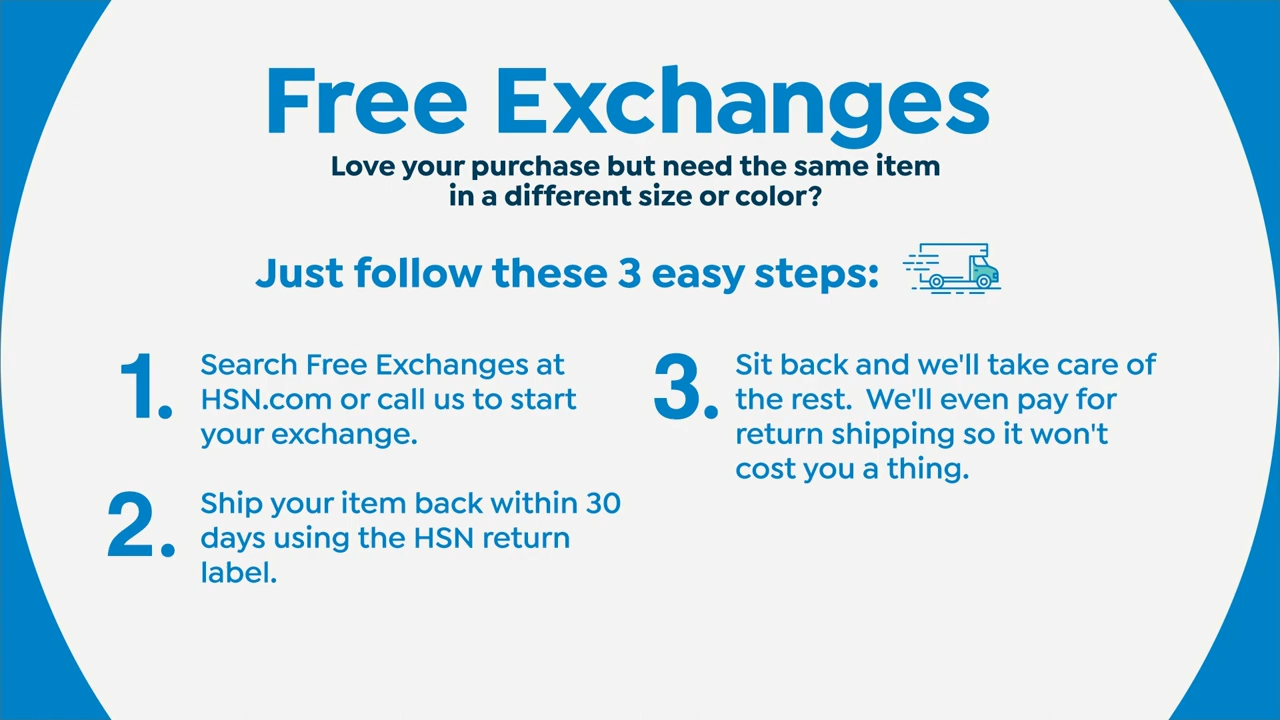 Free Exchanges
Love your purchase but need the same item
in a different size or color?
Just follow these 3 easy steps:
1. Search Free Exchanges at
HSN.com or call us to start
your exchange.
2. Ship your item back within 30
days using the HSN return
label.
3. Sit back and we'll take care of
the rest.  We'll even pay for
return shipping so it won't
cost you a thing.